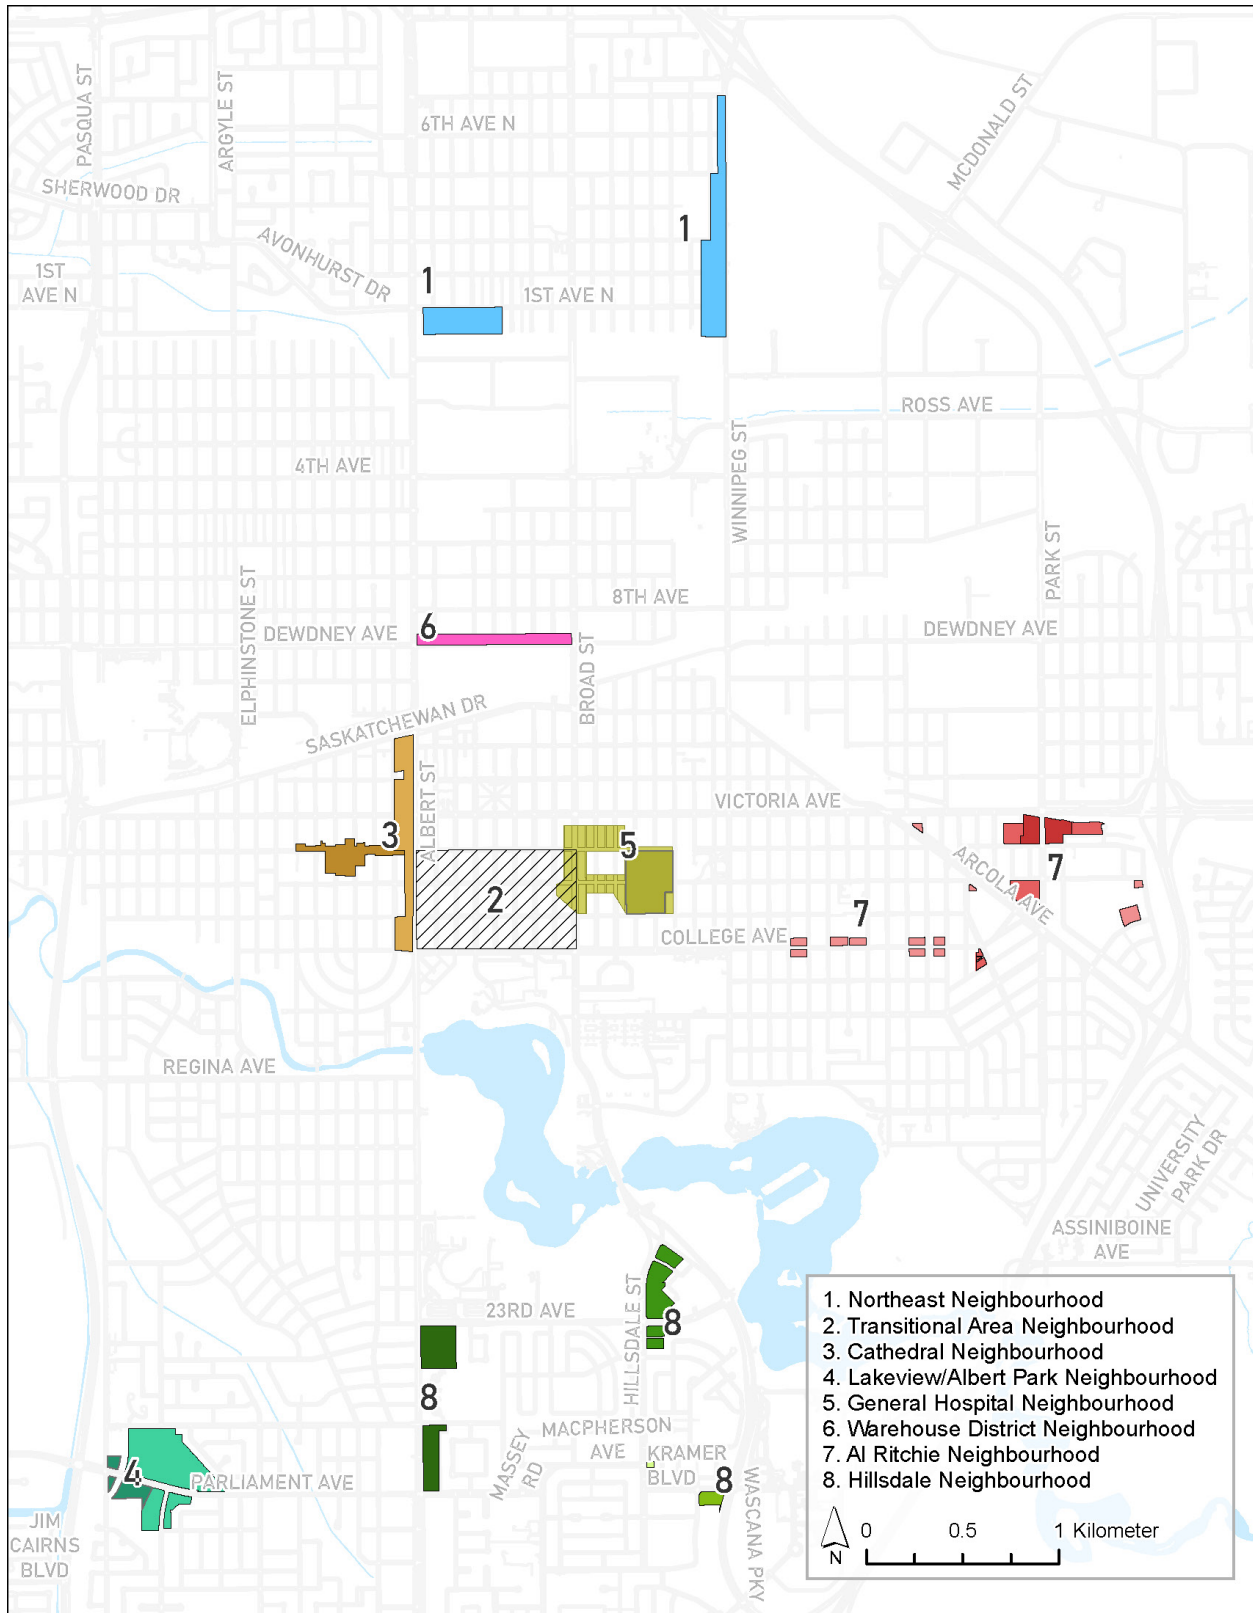 PASQUA ST
ARGYLE ST
6TH AVE N
MCDONALD ST
SHERWOOD DR
AVONHURST DR
1
1ST
AVE N
1
1ST AVE N
ROSS AVE
4TH AVE
WINNIPEG ST
ELPHINSTONE ST
PARK ST
8TH AVE
DEWDNEY AVE
6
DEWDNEY AVE
BROAD ST
SASKATCHEWAN DR
ALBERT ST
VICTORIA AVE
3
5
ARCOLA AVE
7
2
7
COLLEGE AVE
REGINA AVE
UNIVERSITY
PARK DR
ASSINIBOINE
AVE
23RD AVE
HILLSDALE ST
8
8
MASSEY
RD
MACPHERSON
AVE
KRAMER
BLVD
8
WASCANA PKY
4
PARLIAMENT AVE
JIM
CAIRNS
BLVD
1. Northeast Neighbourhood
2. Transitional Area Neighbourhood
3. Cathedral Neighbourhood
4. Lakeview/Albert Park Neighbourhood
5. General Hospital Neighbourhood
6. Warehouse District Neighbourhood
7. Al Ritchie Neighbourhood
8. Hillsdale Neighbourhood
N
0 0.5 1 Kilometer